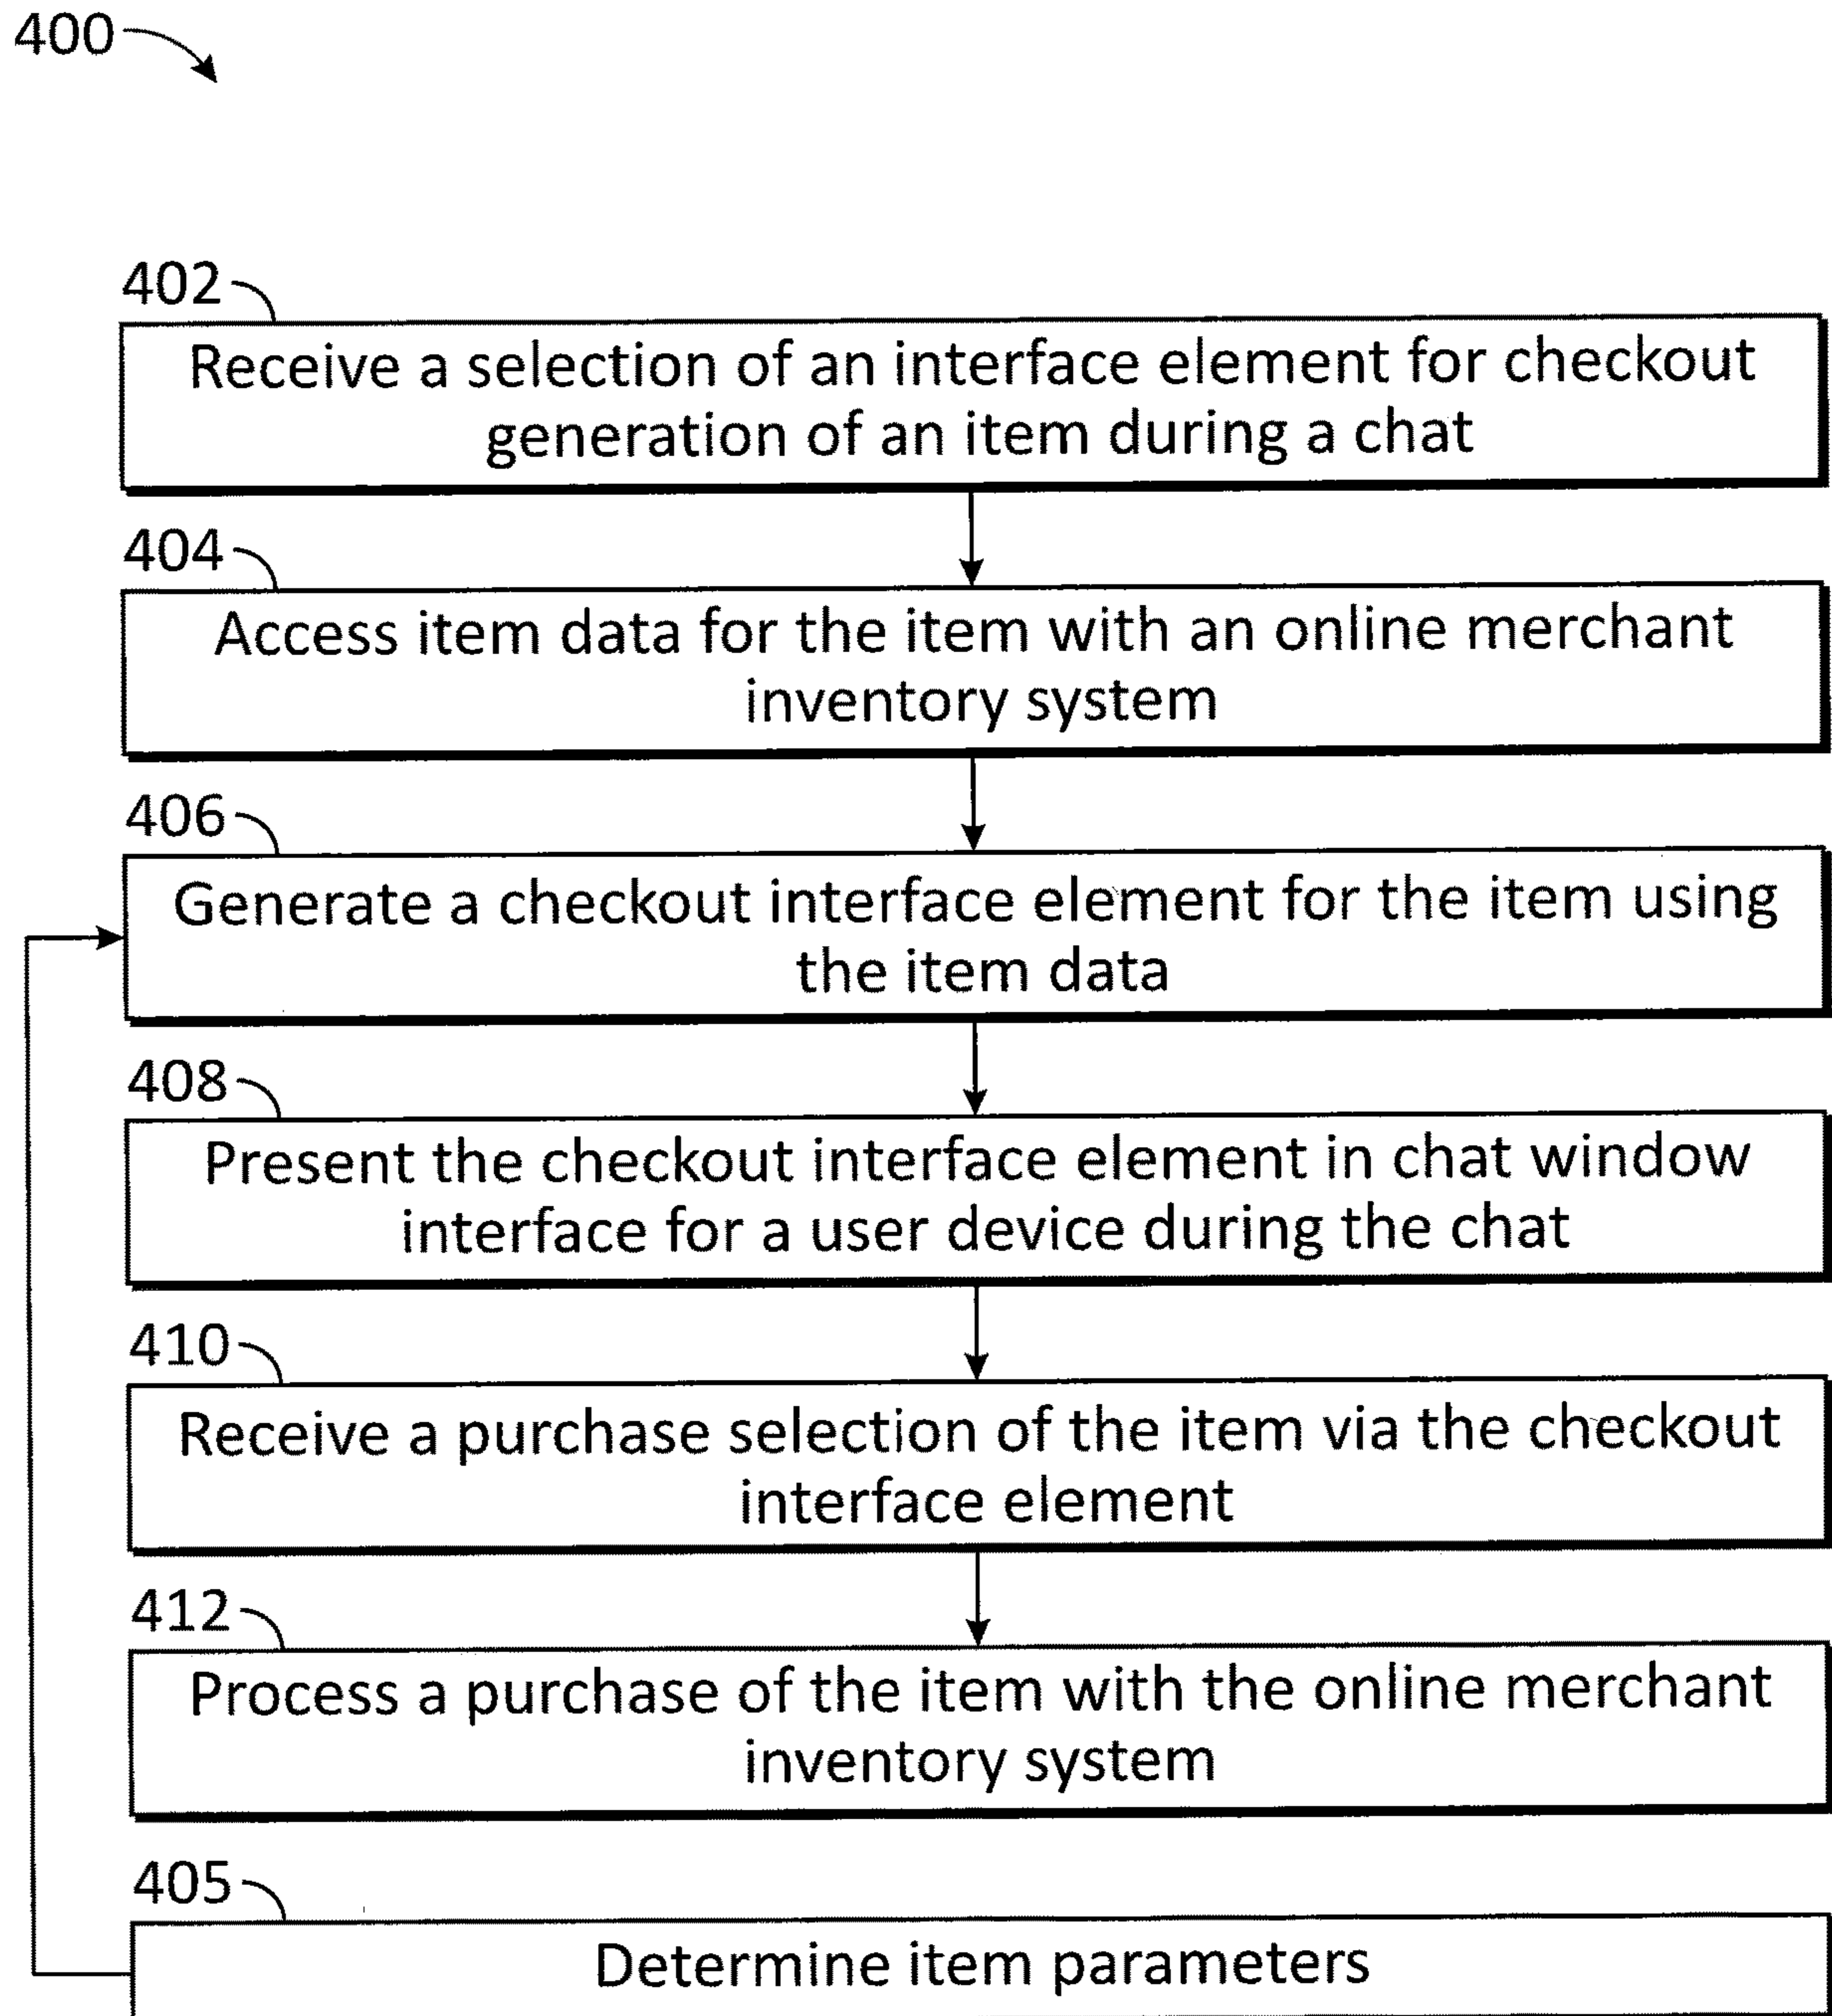 400
402
Receive a selection of an interface element for checkout
generation of an item during a chat
404
Access item data for the item with an online merchant
inventory system
406
Generate a checkout interface element for the item using
the item data
408
Present the checkout interface element in chat window
interface for a user device during the chat
410
Receive a purchase selection of the item via the checkout
interface element
412
Process a purchase of the item with the online merchant
inventory system
405
Determine item parameters